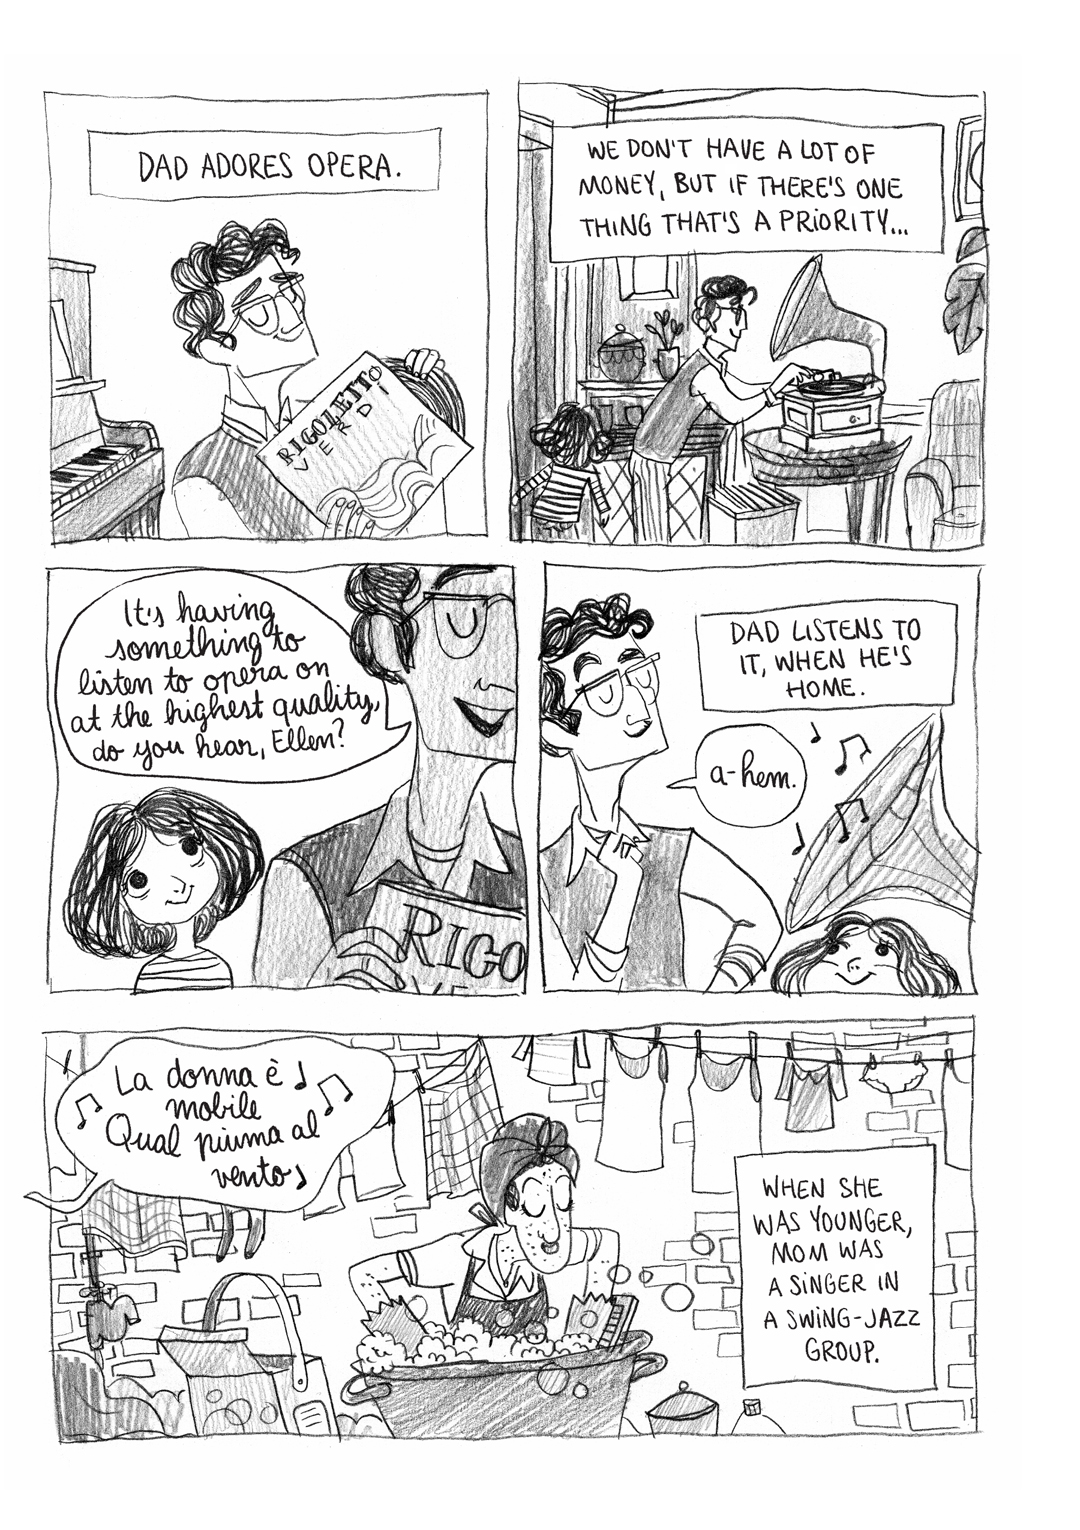 DAD ADORES OPERA.
RIGOLETTO
VERDI
WE DON'T HAVE A LOT OF
MONEY, BUT IF THERE'S ONE
THING THAT'S A PRIORITY...
It's having
something to
listen to opera on
at the highest quality,
do you hear, Ellen?
RIGO
VE
DAD LISTENS TO
IT, WHEN HE'S
HOME.
a-hem.
La donna è
mobile
Qual piuma al
vento
WHEN SHE
WAS YOUNGER,
MOM WAS
A SINGER IN
A SWING-JAZZ
GROUP.